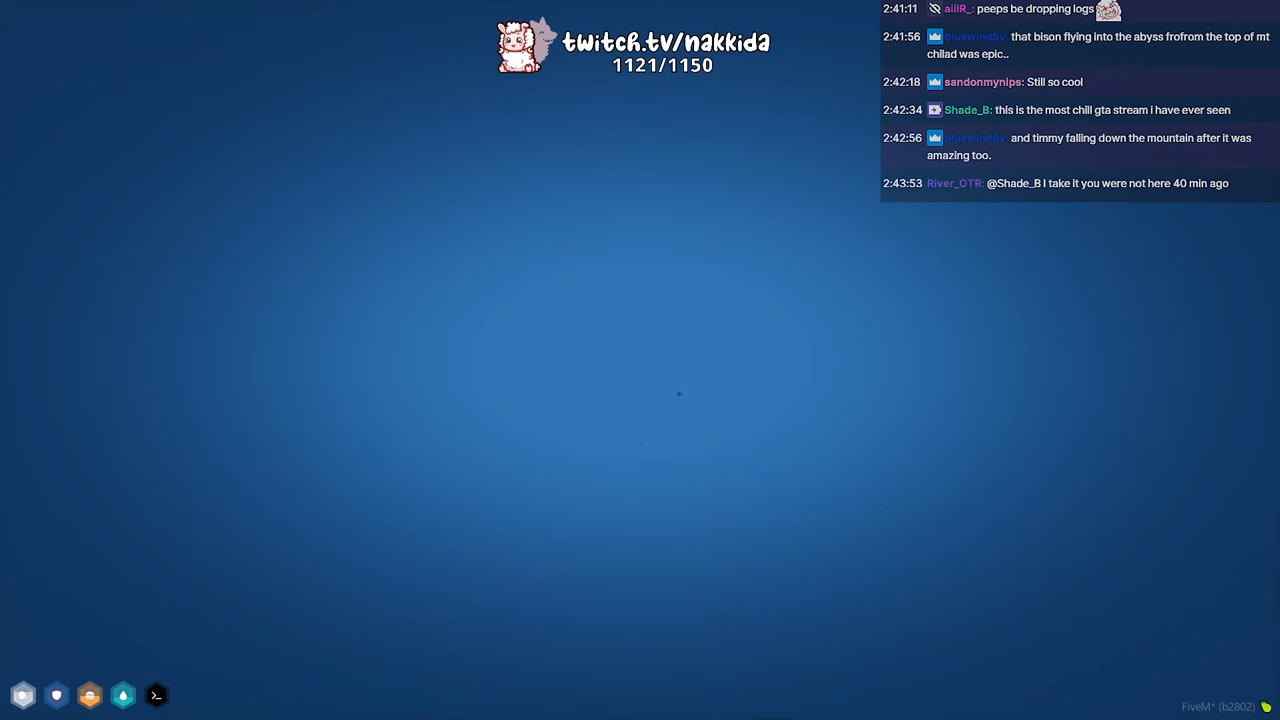 twitch.tv/nakkida
1121/1150
2:41:11 aiiiR_: peeps be dropping logs
2:41:56 bluewind5v: that bison flying into the abyss frofrom the top of mt
chilad was epic..
2:42:18 sandonmynips: Still so cool
2:42:34 Shade_B: this is the most chill gta stream i have ever seen
2:42:56 bluewind5v: and timmy falling down the mountain after it was
amazing too.
2:43:53 River_OTR: @Shade_B I take it you were not here 40 min ago
FiveM* (b2802)